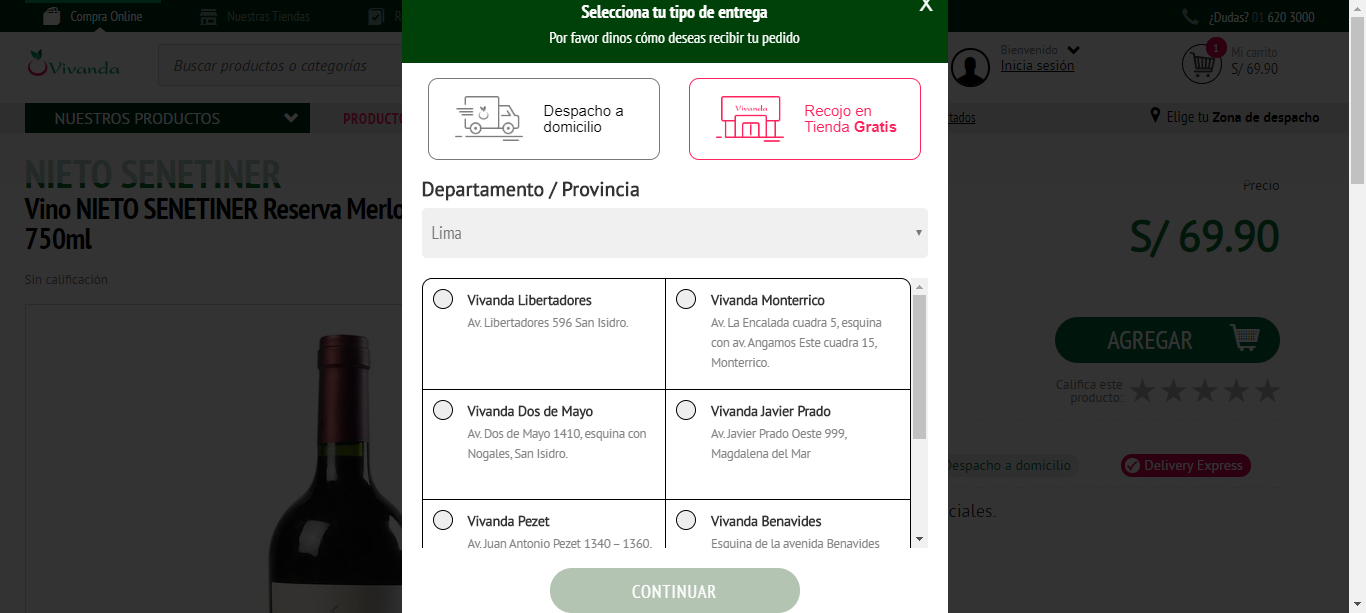 Compra Online
Nuestras Tiendas
R
Selecciona tu tipo de entrega
X
Por favor dinos cómo deseas recibir tu pedido
¿Dudas? 01 620 3000
Vivanda
Buscar productos o categorías
Bienvenido
Inicia sesión
1
Mi carrito
S/ 69.90
NUESTROS PRODUCTOS
PRODUCTO
Despacho a
domicilio
Vivanda
Recojo en
Tienda Gratis
tados
Elige tu Zona de despacho
NIETO SENETINER
Vino NIETO SENETINER Reserva Merlo
750ml
Sin calificación
Departamento / Provincia
Lima
Precio
S/ 69.90
Vivanda Libertadores
Av. Libertadores 596 San Isidro.
Vivanda Monterrico
Av. La Encalada cuadra 5, esquina
con av. Angamos Este cuadra 15,
Monterrico.
AGREGAR
Califica este
producto:
Vivanda Dos de Mayo
Av. Dos de Mayo 1410, esquina con
Nogales, San Isidro.
Vivanda Javier Prado
Av. Javier Prado Oeste 999,
Magdalena del Mar
Despacho a domicilio
Delivery Express
Vivanda Pezet
Av. Juan Antonio Pezet 1340 – 1360,
Vivanda Benavides
Esquina de la avenida Benavides
ciales.
CONTINUAR